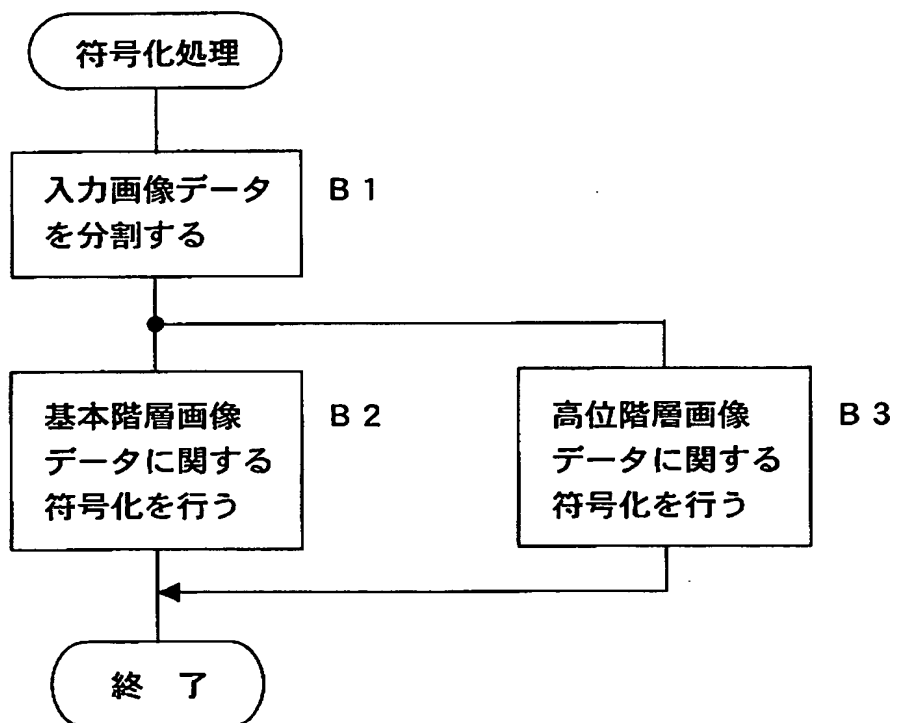 符号化処理
入力画像データ
を分割する
B1
基本階層画像
データに関する
符号化を行う
B2
高位階層画像
データに関する
符号化を行う
B3
終 了